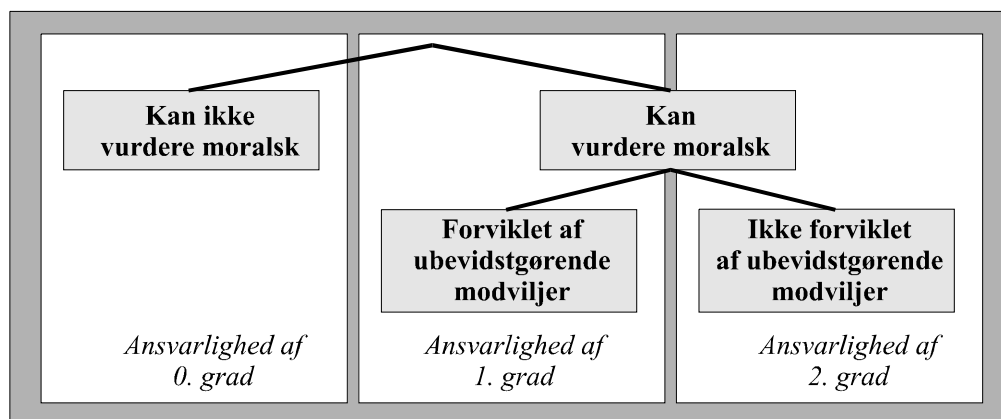 Kan ikke
vurdere moralsk
Kan
vurdere moralsk
Forviklet af
ubevidstgørende
modviljer
Ikke forviklet
af ubevidstgørende
modviljer
Ansvarlighed af
0. grad
Ansvarlighed af
1. grad
Ansvarlighed af
2. grad